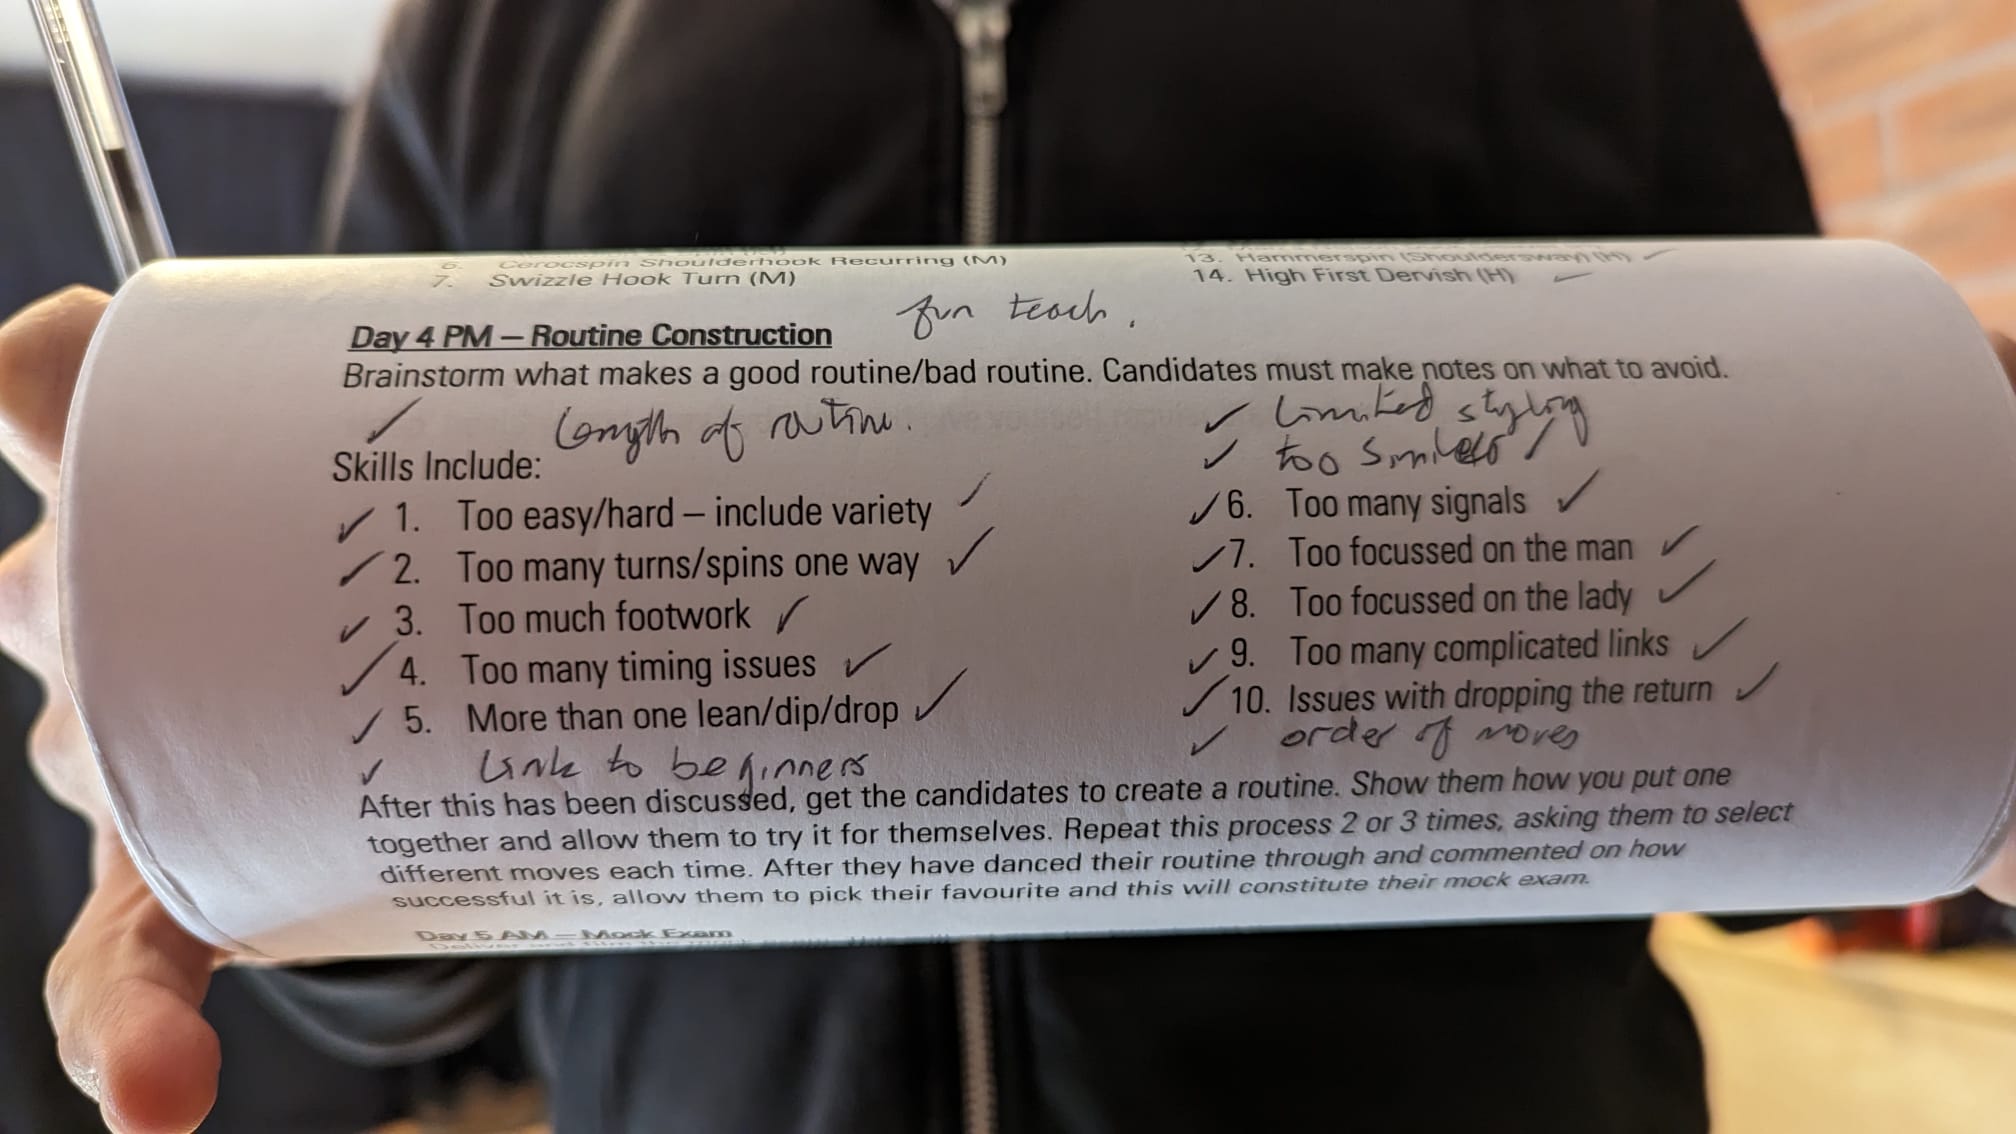 6. Cerocspin Shoulderhook Recurring (M)
7. Swizzle Hook Turn (M)
13. Hammerspin (Shouldersway) (H)
14. High First Dervish (H)
fun teach.
Day 4 PM – Routine Construction
Brainstorm what makes a good routine/bad routine. Candidates must make notes on what to avoid.
Length of routine.
Skills Include:
1. Too easy/hard – include variety
2. Too many turns/spins one way
3. Too much footwork
4. Too many timing issues
5. More than one lean/dip/drop
Link to beginners
Limited styling
too similar
6. Too many signals
7. Too focussed on the man
8. Too focussed on the lady
9. Too many complicated links
10. Issues with dropping the return
order of moves
After this has been discussed, get the candidates to create a routine. Show them how you put one
together and allow them to try it for themselves. Repeat this process 2 or 3 times, asking them to select
different moves each time. After they have danced their routine through and commented on how
successful it is, allow them to pick their favourite and this will constitute their mock exam.
Day 5 AM – Mock Exam